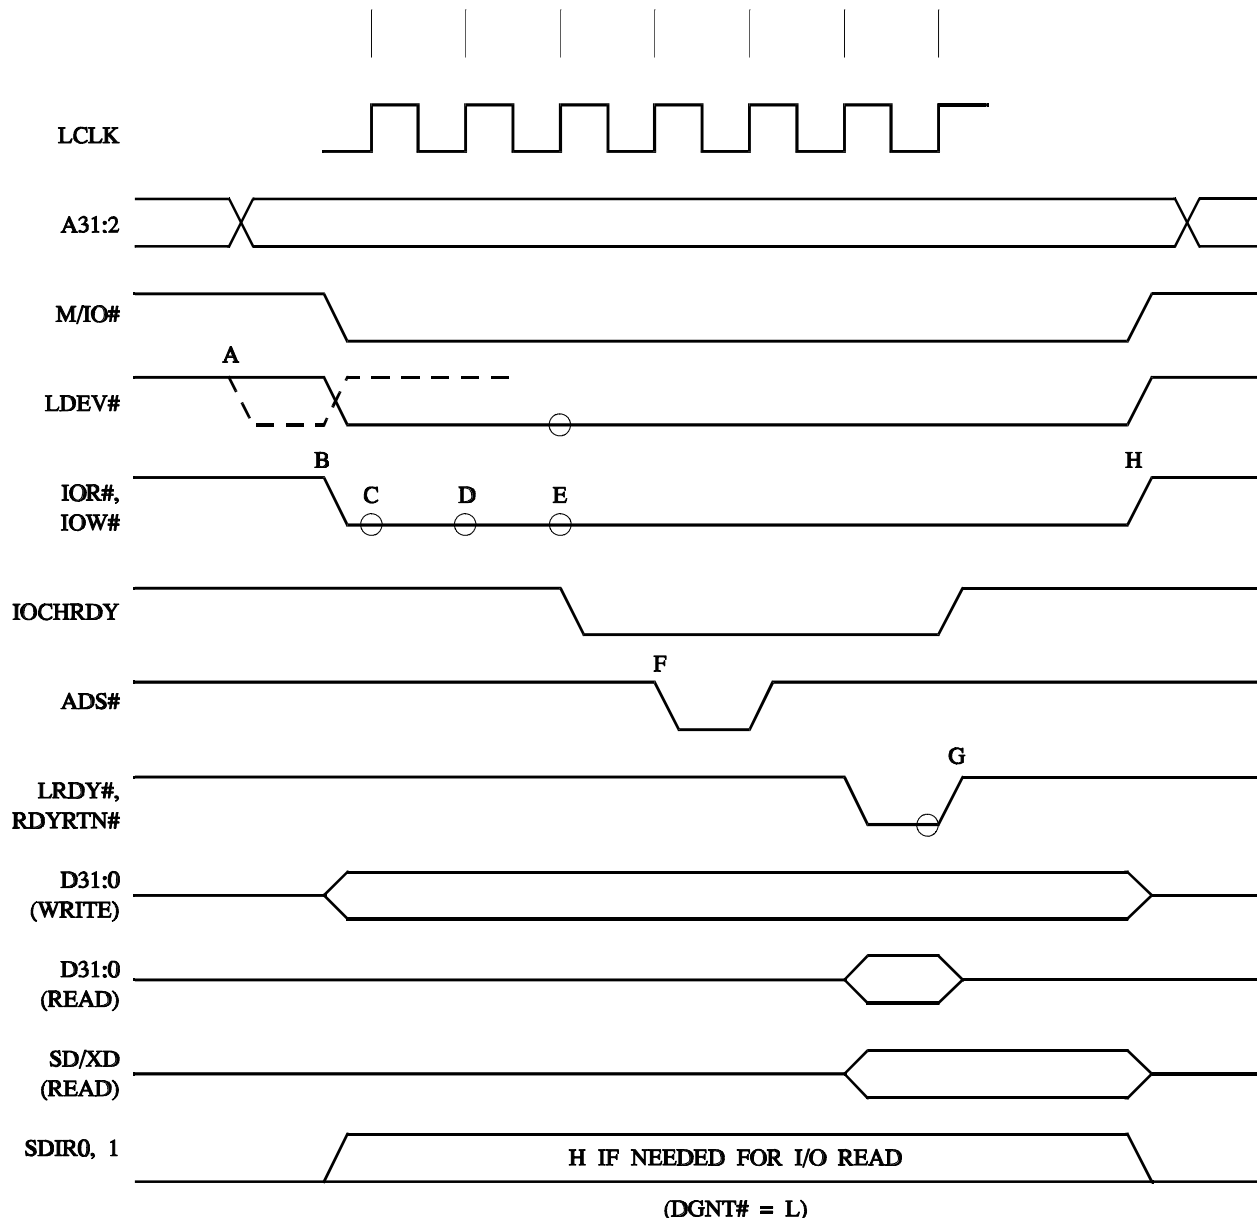 LCLK
A31:2
M/IO#
A
LDEV#
B
H
IOR#,
C D E
IOW#
IOCHRDY
F
ADS#
G
LRDY#,
RDYRTN#
D31:0
(WRITE)
D31:0
(READ)
SD/XD
(READ)
SDIR0, 1
H IF NEEDED FOR I/O READ
(DGNT# = L)